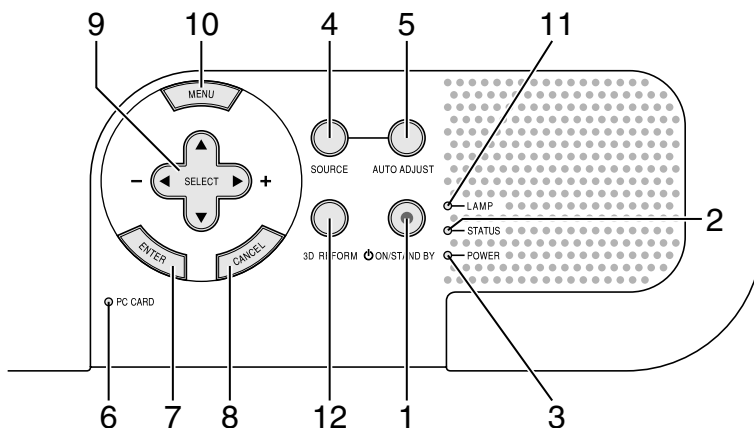 9 10 4 5 11
MENU
SOURCE AUTO ADJUST
− SELECT +
LAMP
2
STATUS
ENTER CANCEL
3D REFORM ON/STAND BY POWER
PC CARD
6 7 8 12 1 3